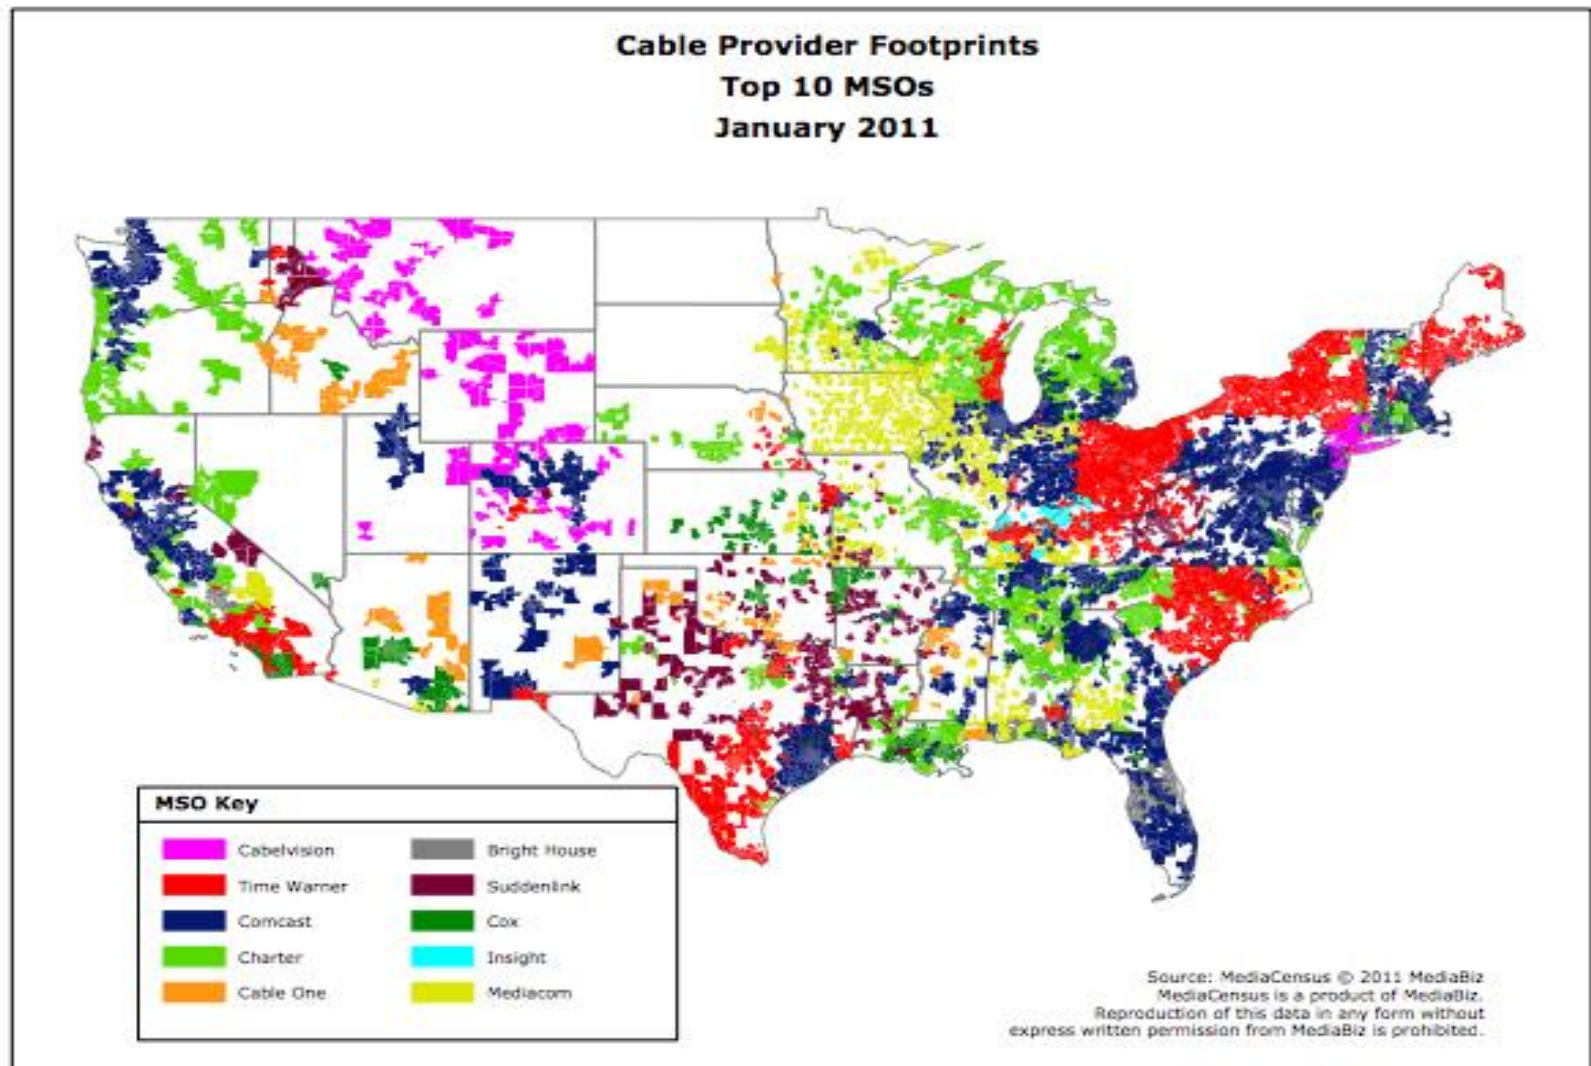 Cable Provider Footprints
Top 10 MSOs
January 2011
MSO Key
Cabelvision
Time Warner
Comcast
Charter
Cable One
Bright House
Suddenlink
Cox
Insight
Mediacom
Source: MediaCensus © 2011 MediaBiz
MediaCensus is a product of MediaBiz.
Reproduction of this data in any form without
express written permission from MediaBiz is prohibited.